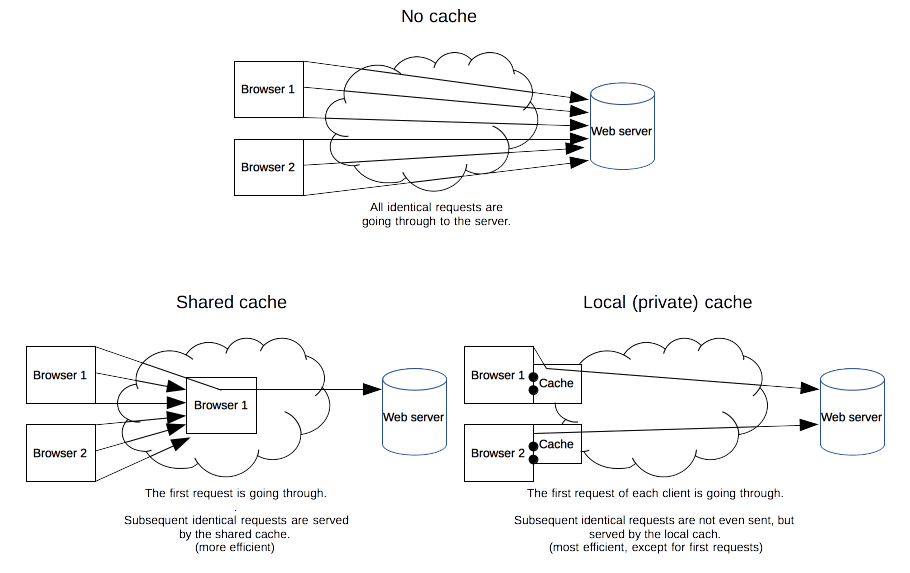 No cache
Browser 1
Browser 2
Web server
All identical requests are
going through to the server.
Shared cache
Browser 1
Browser 2
Browser 1
Web server
The first request is going through.
.
Subsequent identical requests are served
by the shared cache.
(more efficient)
Local (private) cache
Browser 1
Cache
Browser 2
Cache
Web server
The first request of each client is going through.
Subsequent identical requests are not even sent, but
served by the local cach.
(most efficient, except for first requests)